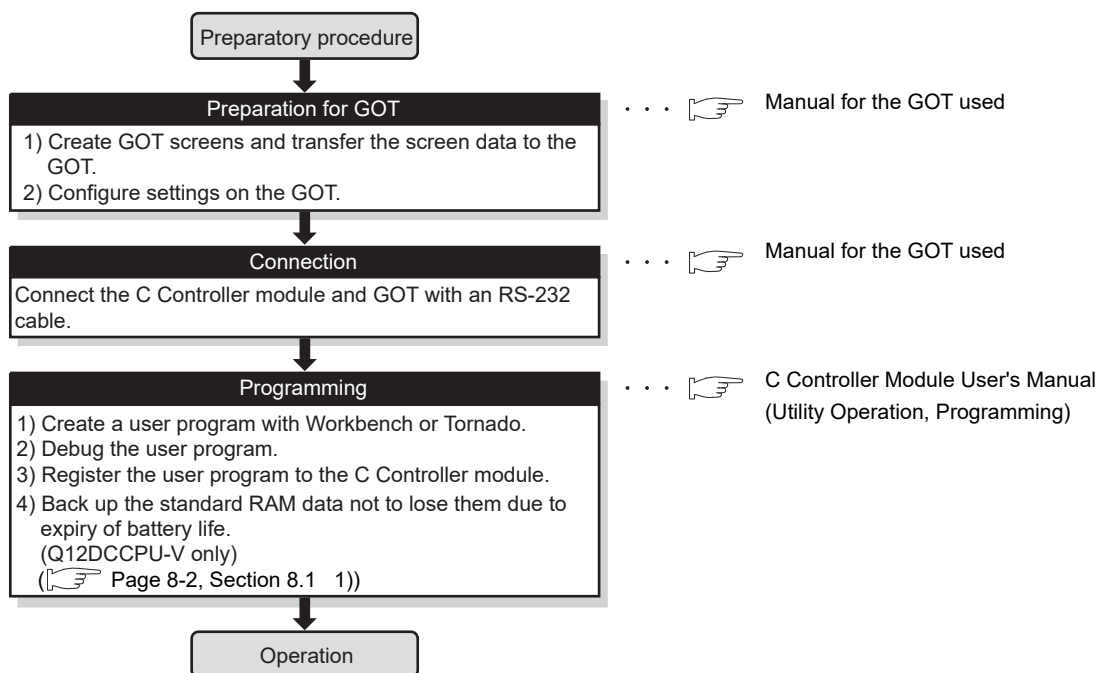 Preparatory procedure
Preparation for GOT
1) Create GOT screens and transfer the screen data to the
GOT.
2) Configure settings on the GOT.
· · · Manual for the GOT used
Connection
Connect the C Controller module and GOT with an RS-232
cable.
· · · Manual for the GOT used
Programming
1) Create a user program with Workbench or Tornado.
2) Debug the user program.
3) Register the user program to the C Controller module.
4) Back up the standard RAM data not to lose them due to
expiry of battery life.
(Q12DCCPU-V only)
( Page 8-2, Section 8.1 1))
· · · C Controller Module User's Manual
(Utility Operation, Programming)
Operation